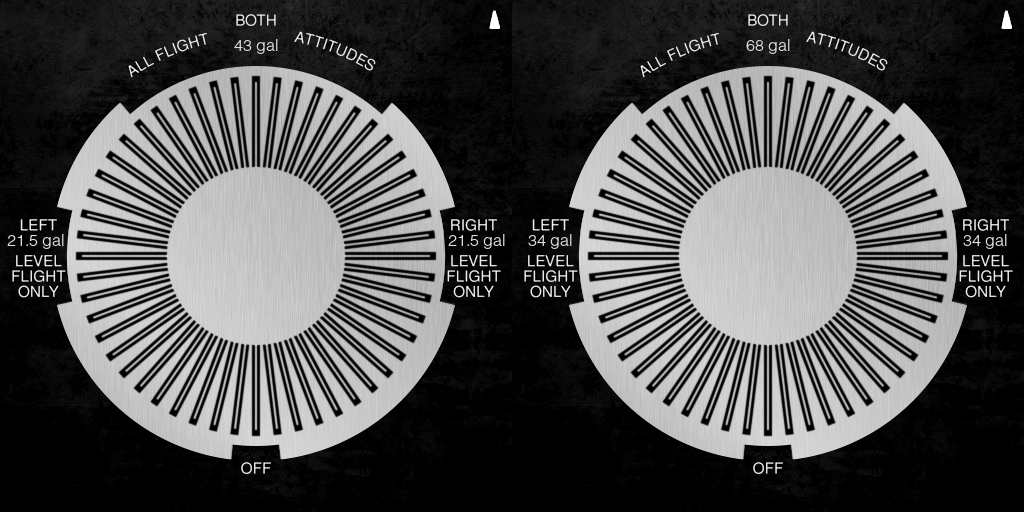 BOTH
43 gal
ALL FLIGHT ATTITUDES
LEFT
21.5 gal
LEVEL
FLIGHT
ONLY
RIGHT
21.5 gal
LEVEL
FLIGHT
ONLY
OFF
BOTH
68 gal
ALL FLIGHT ATTITUDES
LEFT
34 gal
LEVEL
FLIGHT
ONLY
RIGHT
34 gal
LEVEL
FLIGHT
ONLY
OFF